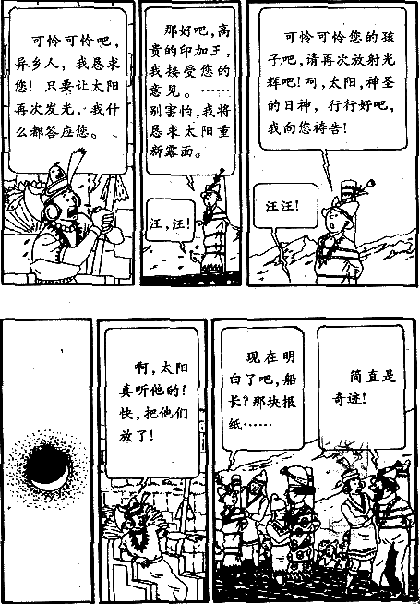 可怜可怜吧，
异乡人，我恳求
您！只要让太阳
再次发光，我什
么都答应您。
那好吧，高
贵的印加王，
我接受您的
意见。……
别害怕，我将
恳求太阳重
新露面。
汪，汪！
可怜可怜您的孩
子吧，请再次放射光
辉吧！呵，太阳，神圣
的日神，行行好吧，
我向您祷告！
汪汪！
啊，太阳
真听他的！
快，把他们
放了！
现在明
白了吧，船
长？那块报
纸……
简直是
奇迹！